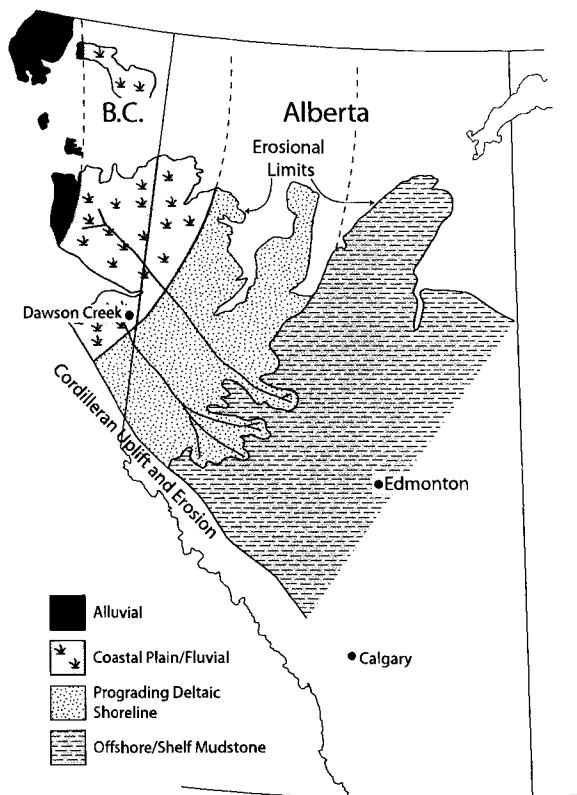 B.C.
Alberta
Erosional
Limits
Dawson Creek
Cordilleran Uplift and Erosion
Edmonton
Calgary
Alluvial
Coastal Plain/Fluvial
Prograding Deltaic
Shoreline
Offshore/Shelf Mudstone